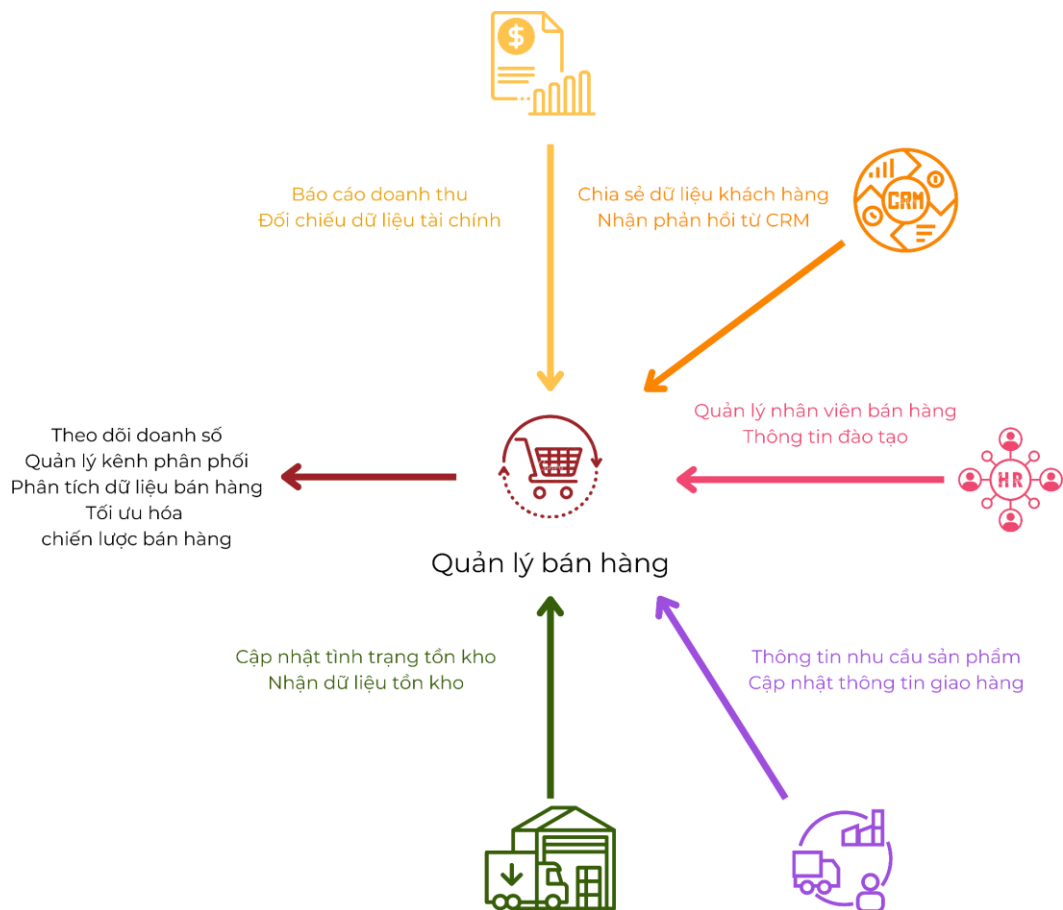 $
Báo cáo doanh thu
Đối chiếu dữ liệu tài chính
Chia sẻ dữ liệu khách hàng
Nhận phản hồi từ CRM
CRM
Quản lý nhân viên bán hàng
Thông tin đào tạo
HR
Theo dõi doanh số
Quản lý kênh phân phối
Phân tích dữ liệu bán hàng
Tối ưu hóa
chiến lược bán hàng
Quản lý bán hàng
Cập nhật tình trạng tồn kho
Nhận dữ liệu tồn kho
Thông tin nhu cầu sản phẩm
Cập nhật thông tin giao hàng